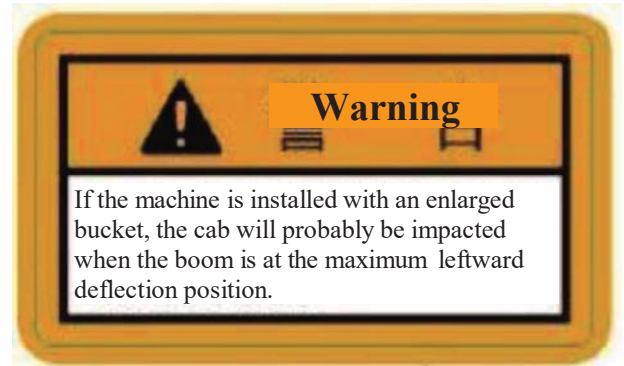 Warning
If the machine is installed with an enlarged
bucket, the cab will probably be impacted
when the boom is at the maximum leftward
deflection position.